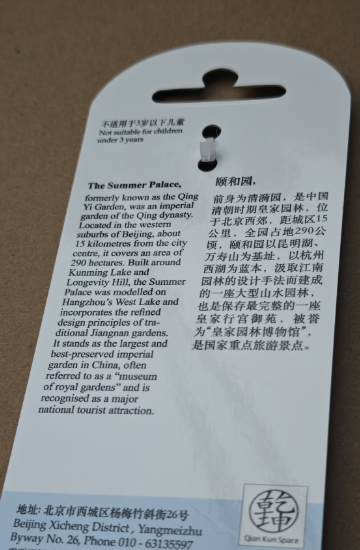 不适用于3岁以下儿童
Not suitable for children
under 3 years
The Summer Palace,
formerly known as the Qing
Yi Garden, was an imperial
garden of the Qing dynasty.
Located in the western
suburbs of Beijing, about
15 kilometres from the city
centre, it covers an area of
290 hectares. Built around
Kunming Lake and
Longevity Hill, the Summer
Palace was modelled on
Hangzhou's West Lake and
incorporates the refined
design principles of tra-
ditional Jiangnan gardens.
It stands as the largest and
best-preserved imperial
garden in China, often
referred to as a "museum
of royal gardens" and is
recognised as a major
national tourist attraction.
颐和园，
前身为清漪园，是中国
清朝时期皇家园林，位
于北京西郊，距城区15
公里，全园占地290公
顷，颐和园以昆明湖、
万寿山为基址，以杭州
西湖为蓝本，汲取江南
园林的设计手法而建成
的一座大型山水园林，
也是保存最完整的一座
皇家行宫御苑，被誉
为“皇家园林博物馆”，
是国家重点旅游景点。
地址: 北京市西城区杨梅竹斜街26号
Beijing Xicheng District , Yangmeizhu
Byway No. 26, Phone 010 - 63135597
乾坤
Qian Kun Space